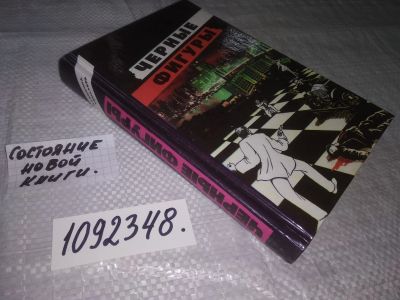 ЧЕРНЫЕ
ФИГУРЫ
ЧЕРНЫЕ ФИГУРЫ
СОСТОЯНИЕ
НОВОЙ
КНИГИ.
1092348.